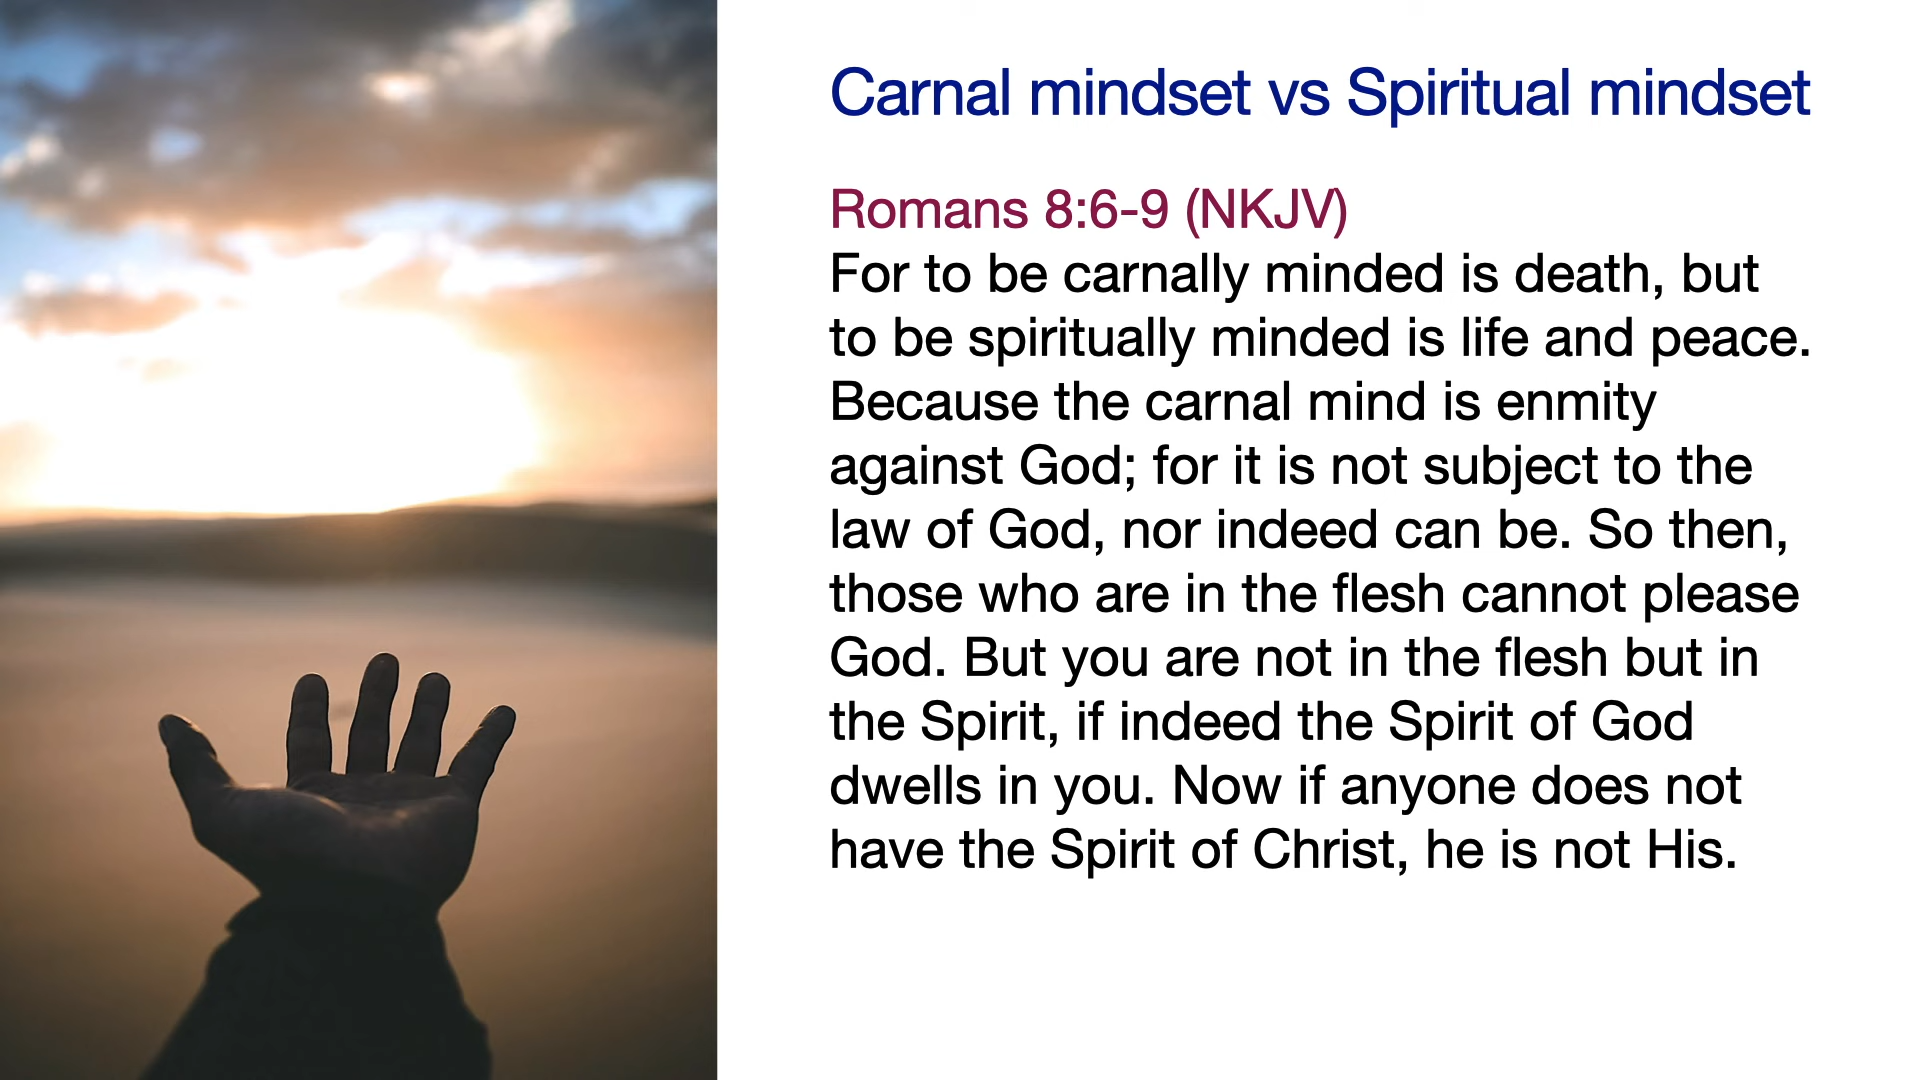 Carnal mindset vs Spiritual mindset
Romans 8:6-9 (NKJV)
For to be carnally minded is death, but
to be spiritually minded is life and peace.
Because the carnal mind is enmity
against God; for it is not subject to the
law of God, nor indeed can be. So then,
those who are in the flesh cannot please
God. But you are not in the flesh but in
the Spirit, if indeed the Spirit of God
dwells in you. Now if anyone does not
have the Spirit of Christ, he is not His.